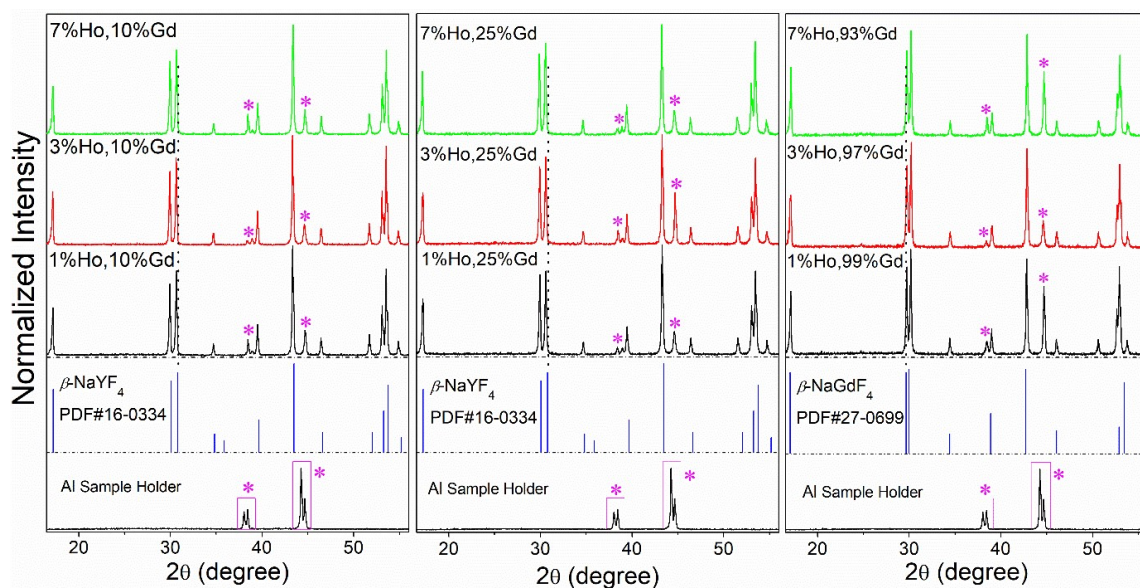 Normalized Intensity
7%Ho,10%Gd
*
*
3%Ho,10%Gd
*
*
1%Ho,10%Gd
*
*
β-NaYF4
PDF#16-0334
Al Sample Holder
*
*
20
30
40
50
2θ (degree)
7%Ho,25%Gd
*
*
3%Ho,25%Gd
*
*
1%Ho,25%Gd
*
*
β-NaYF4
PDF#16-0334
Al Sample Holder
*
*
20
30
40
50
2θ (degree)
7%Ho,93%Gd
*
*
3%Ho,97%Gd
*
*
1%Ho,99%Gd
*
*
β-NaGdF4
PDF#27-0699
Al Sample Holder
*
*
20
30
40
50
2θ (degree)